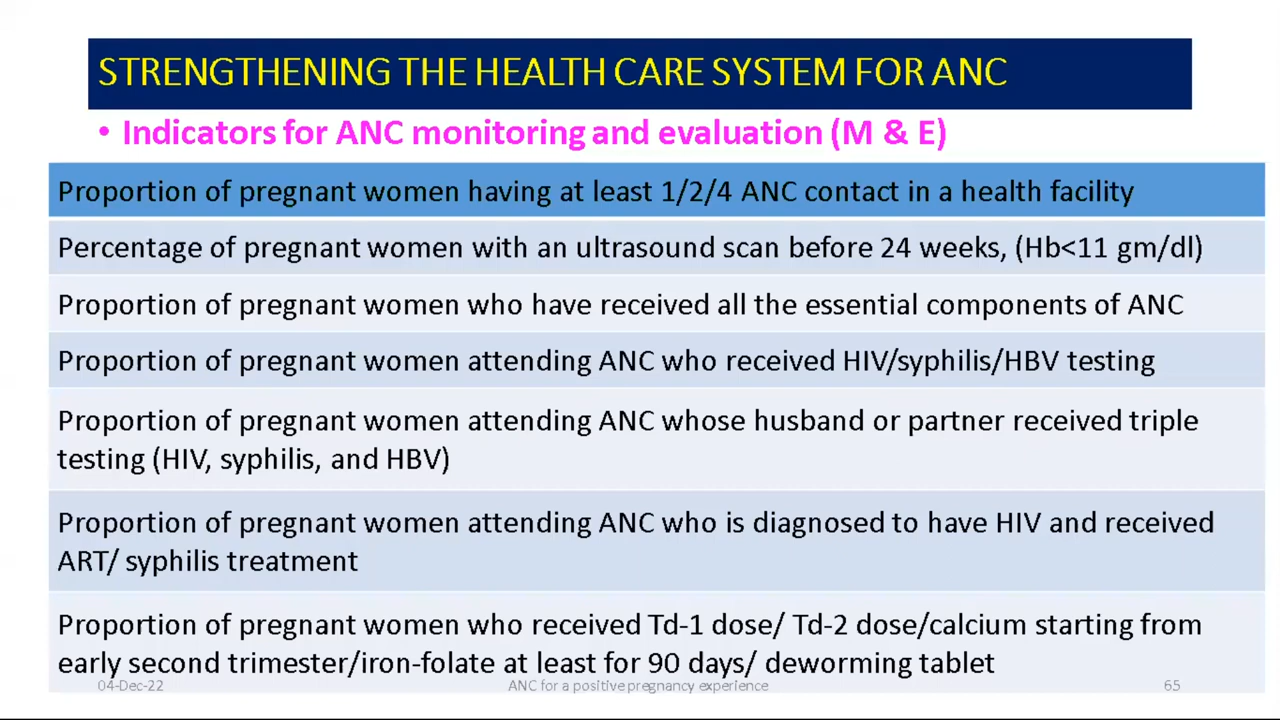 STRENGTHENING THE HEALTH CARE SYSTEM FOR ANC
• Indicators for ANC monitoring and evaluation (M & E)
Proportion of pregnant women having at least 1/2/4 ANC contact in a health facility
Percentage of pregnant women with an ultrasound scan before 24 weeks, (Hb<11 gm/dl)
Proportion of pregnant women who have received all the essential components of ANC
Proportion of pregnant women attending ANC who received HIV/syphilis/HBV testing
Proportion of pregnant women attending ANC whose husband or partner received triple
testing (HIV, syphilis, and HBV)
Proportion of pregnant women attending ANC who is diagnosed to have HIV and received
ART/ syphilis treatment
Proportion of pregnant women who received Td-1 dose/ Td-2 dose/calcium starting from
early second trimester/iron-folate at least for 90 days/ deworming tablet
04-Dec-22 ANC for a positive pregnancy experience 65